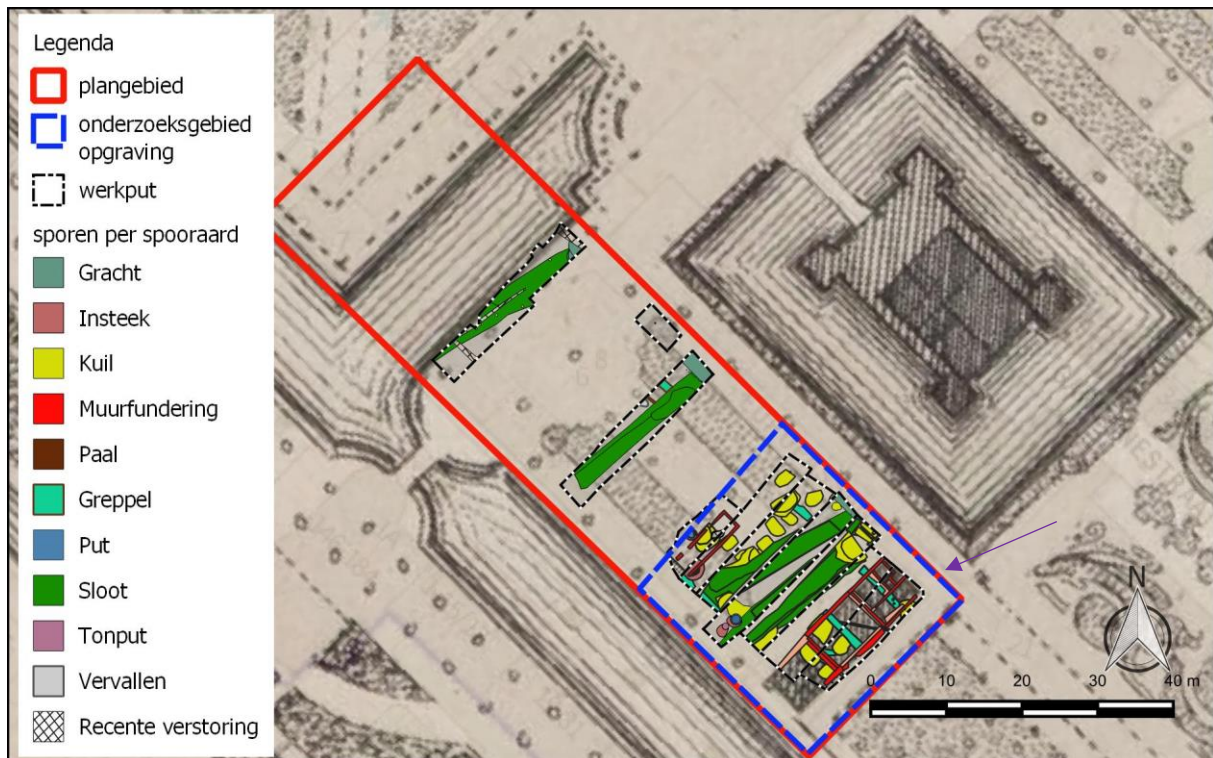 Legenda
plangebied
onderzoeksgebied
opgraving
werkput
sporen per spooraard
Gracht
Insteek
Kuil
Muurfundering
Paal
Greppel
Put
Sloot
Tonput
Vervallen
Recente verstoring
N
0 10 20 30 40 m